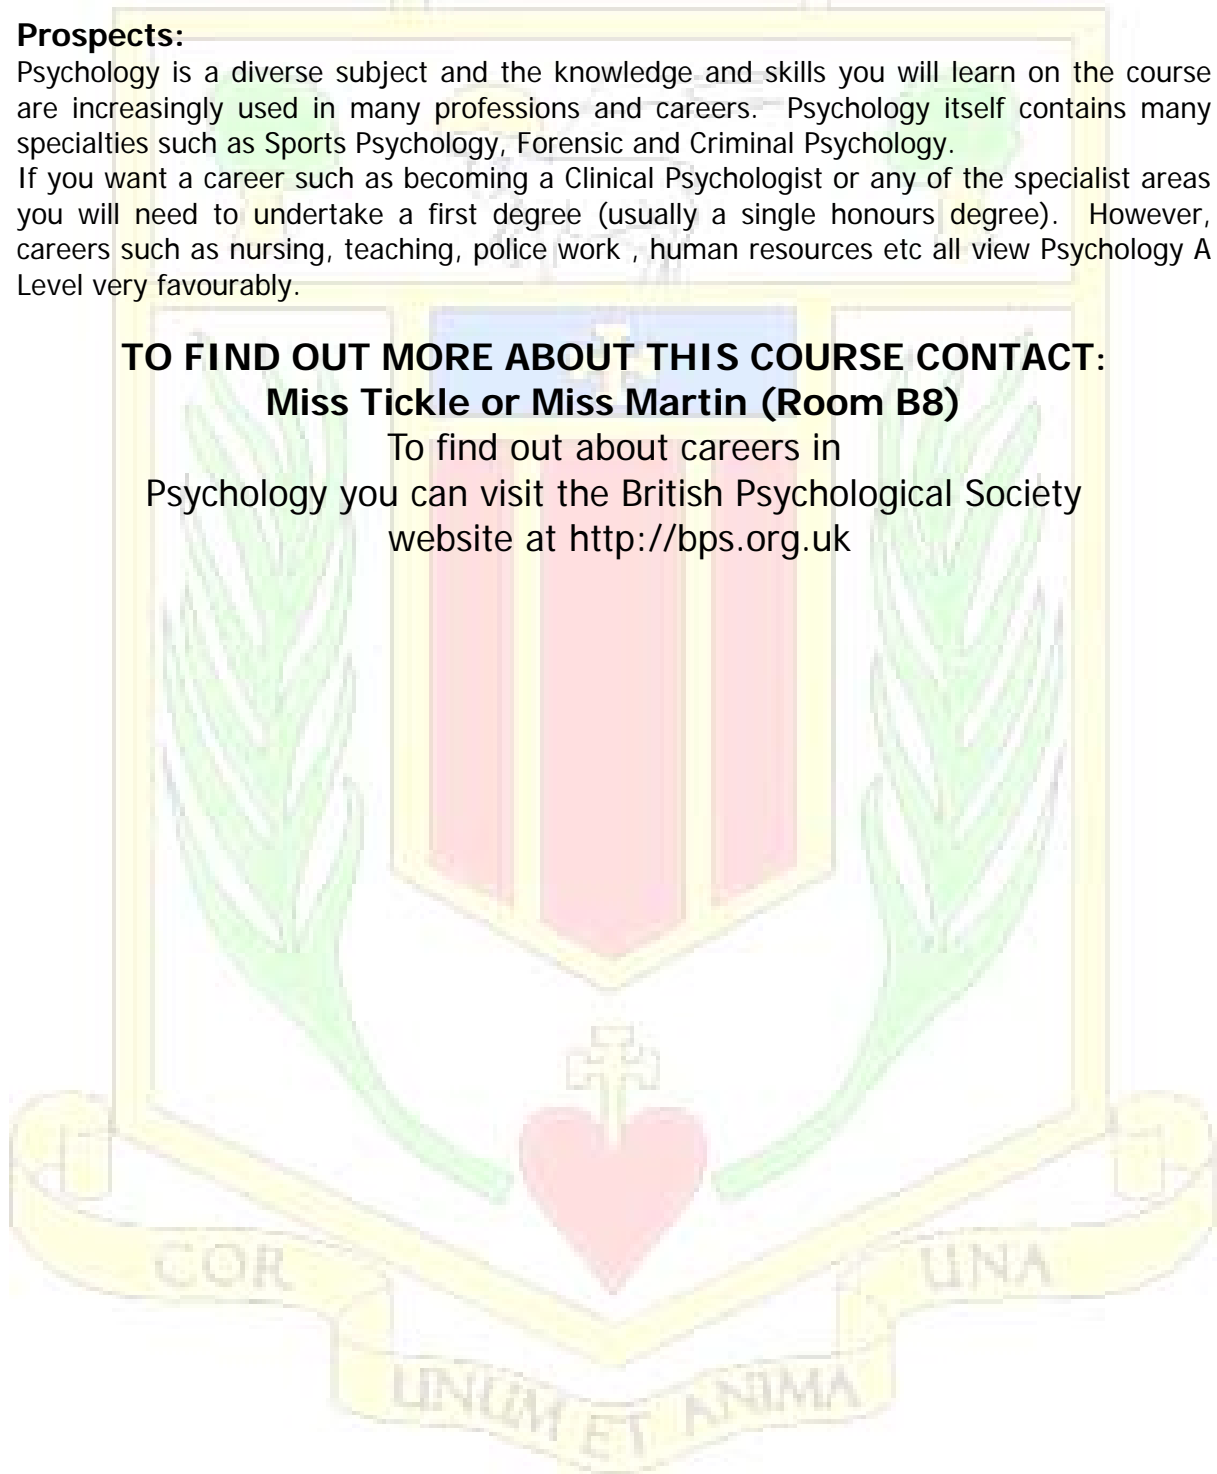 Prospects:
Psychology is a diverse subject and the knowledge and skills you will learn on the course
are increasingly used in many professions and careers. Psychology itself contains many
specialties such as Sports Psychology, Forensic and Criminal Psychology.
If you want a career such as becoming a Clinical Psychologist or any of the specialist areas
you will need to undertake a first degree (usually a single honours degree). However,
careers such as nursing, teaching, police work , human resources etc all view Psychology A
Level very favourably.
TO FIND OUT MORE ABOUT THIS COURSE CONTACT:
Miss Tickle or Miss Martin (Room B8)
To find out about careers in
Psychology you can visit the British Psychological Society
website at http://bps.org.uk
COR
UNUM ET ANIMA
UNA